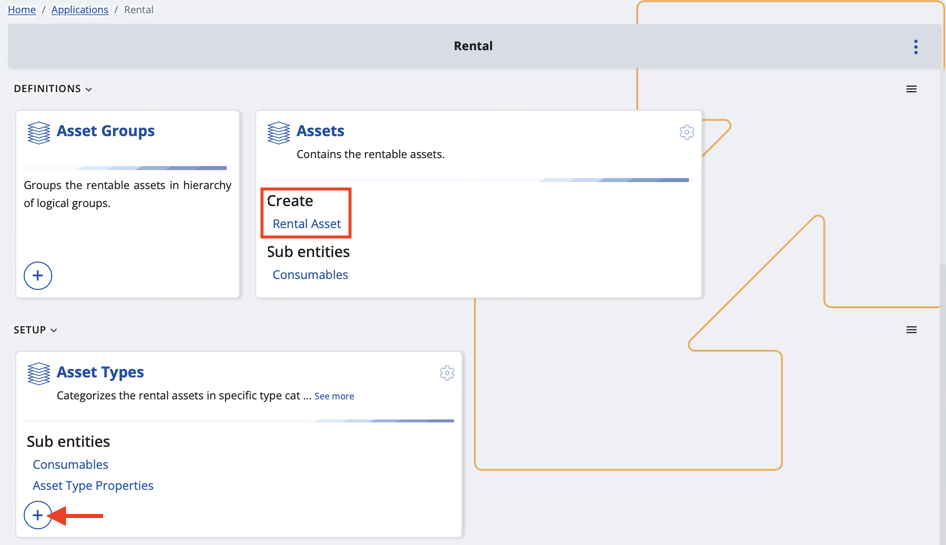 Home / Applications / Rental
Rental
DEFINITIONS
Asset Groups
Groups the rentable assets in hierarchy
of logical groups.
Assets
Contains the rentable assets.
Create
Rental Asset
Sub entities
Consumables
SETUP
Asset Types
Categorizes the rental assets in specific type cat ... See more
Sub entities
Consumables
Asset Type Properties